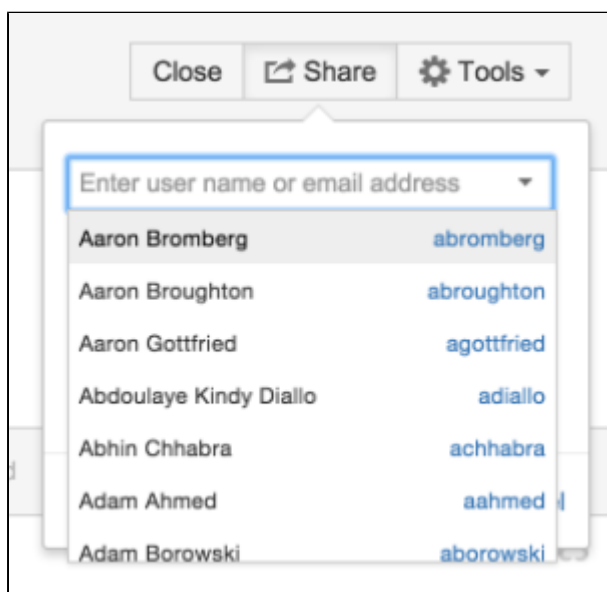 Close Share Tools
Enter user name or email address
Aaron Bromberg abromberg
Aaron Broughton abroughton
Aaron Gottfried agottfried
Abdoulaye Kindy Diallo adiallo
Abhin Chhabra achhabra
Adam Ahmed aahmed
Adam Borowski aborowski